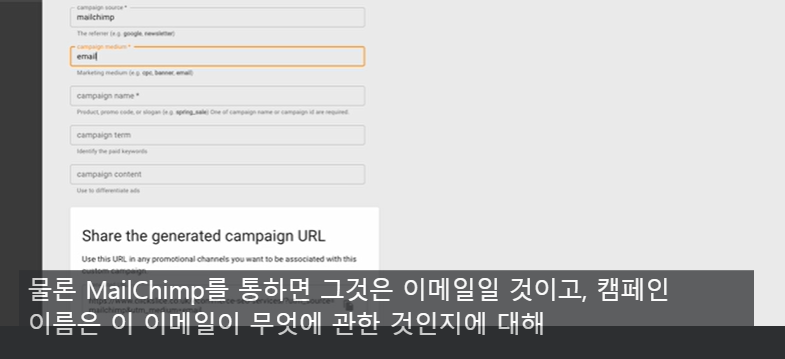 campaign source *
mailchimp
The referrer (e.g. google, newsletter)
campaign medium *
email
Marketing medium (e.g. cpc, banner, email)
campaign name *
Product, promo code, or slogan (e.g. spring_sale) One of campaign name or campaign id are required.
campaign term
Identify the paid keywords
campaign content
Use to differentiate ads
Share the generated campaign URL
Use this URL in any promotional channels you want to be associated with this
custom campaign
물론 MailChimp를 통하면 그것은 이메일일 것이고, 캠페인
이름은 이 이메일이 무엇에 관한 것인지에 대해